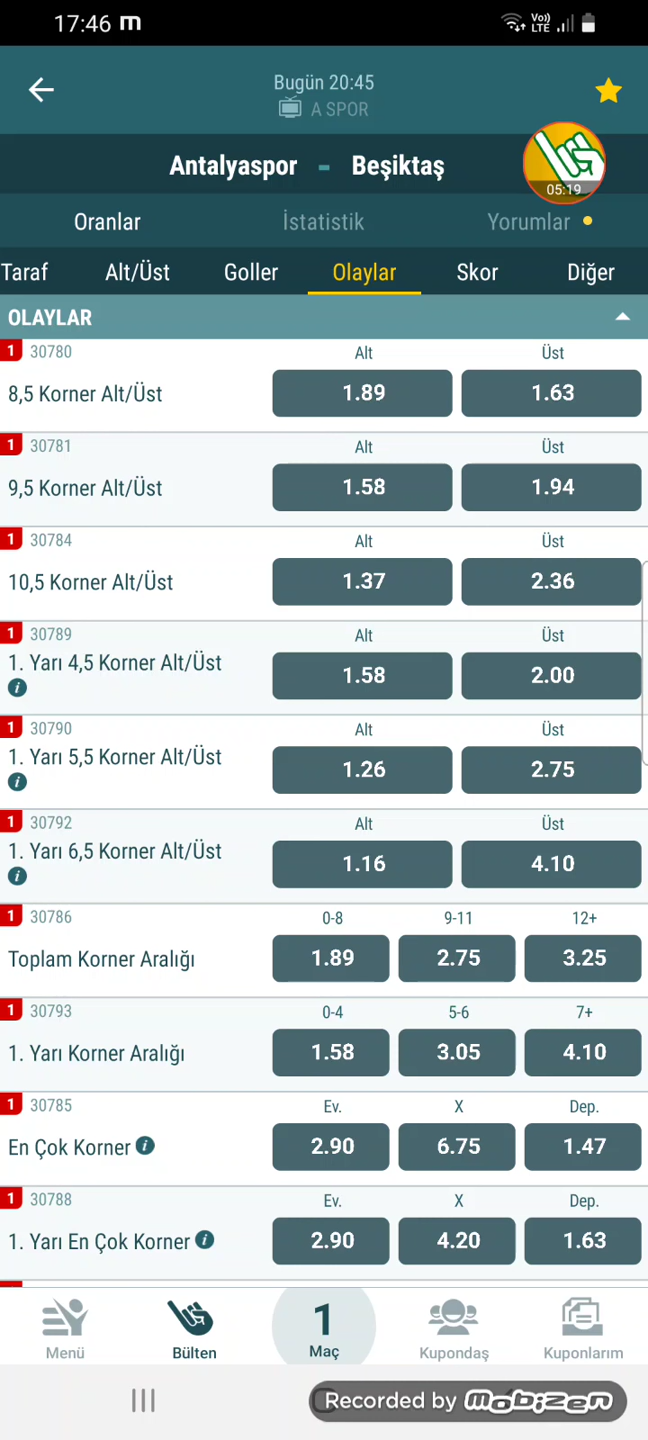 17:46 m
Vo)) LTE
Bugün 20:45
A SPOR
Antalyaspor - Beşiktaş
05:19
Oranlar İstatistik Yorumlar
Taraf Alt/Üst Goller Olaylar Skor Diğer
OLAYLAR
1 30780 Alt Üst
8,5 Korner Alt/Üst 1.89 1.63
1 30781 Alt Üst
9,5 Korner Alt/Üst 1.58 1.94
1 30784 Alt Üst
10,5 Korner Alt/Üst 1.37 2.36
1 30789 Alt Üst
1. Yarı 4,5 Korner Alt/Üst 1.58 2.00
i
1 30790 Alt Üst
1. Yarı 5,5 Korner Alt/Üst 1.26 2.75
i
1 30792 Alt Üst
1. Yarı 6,5 Korner Alt/Üst 1.16 4.10
i
1 30786 0-8 9-11 12+
Toplam Korner Aralığı 1.89 2.75 3.25
1 30793 0-4 5-6 7+
1. Yarı Korner Aralığı 1.58 3.05 4.10
1 30785 Ev. X Dep.
En Çok Korner i 2.90 6.75 1.47
1 30788 Ev. X Dep.
1. Yarı En Çok Korner i 2.90 4.20 1.63
1
Menü Bülten Maç Kupondaş Kuponlarım
Recorded by mobizen